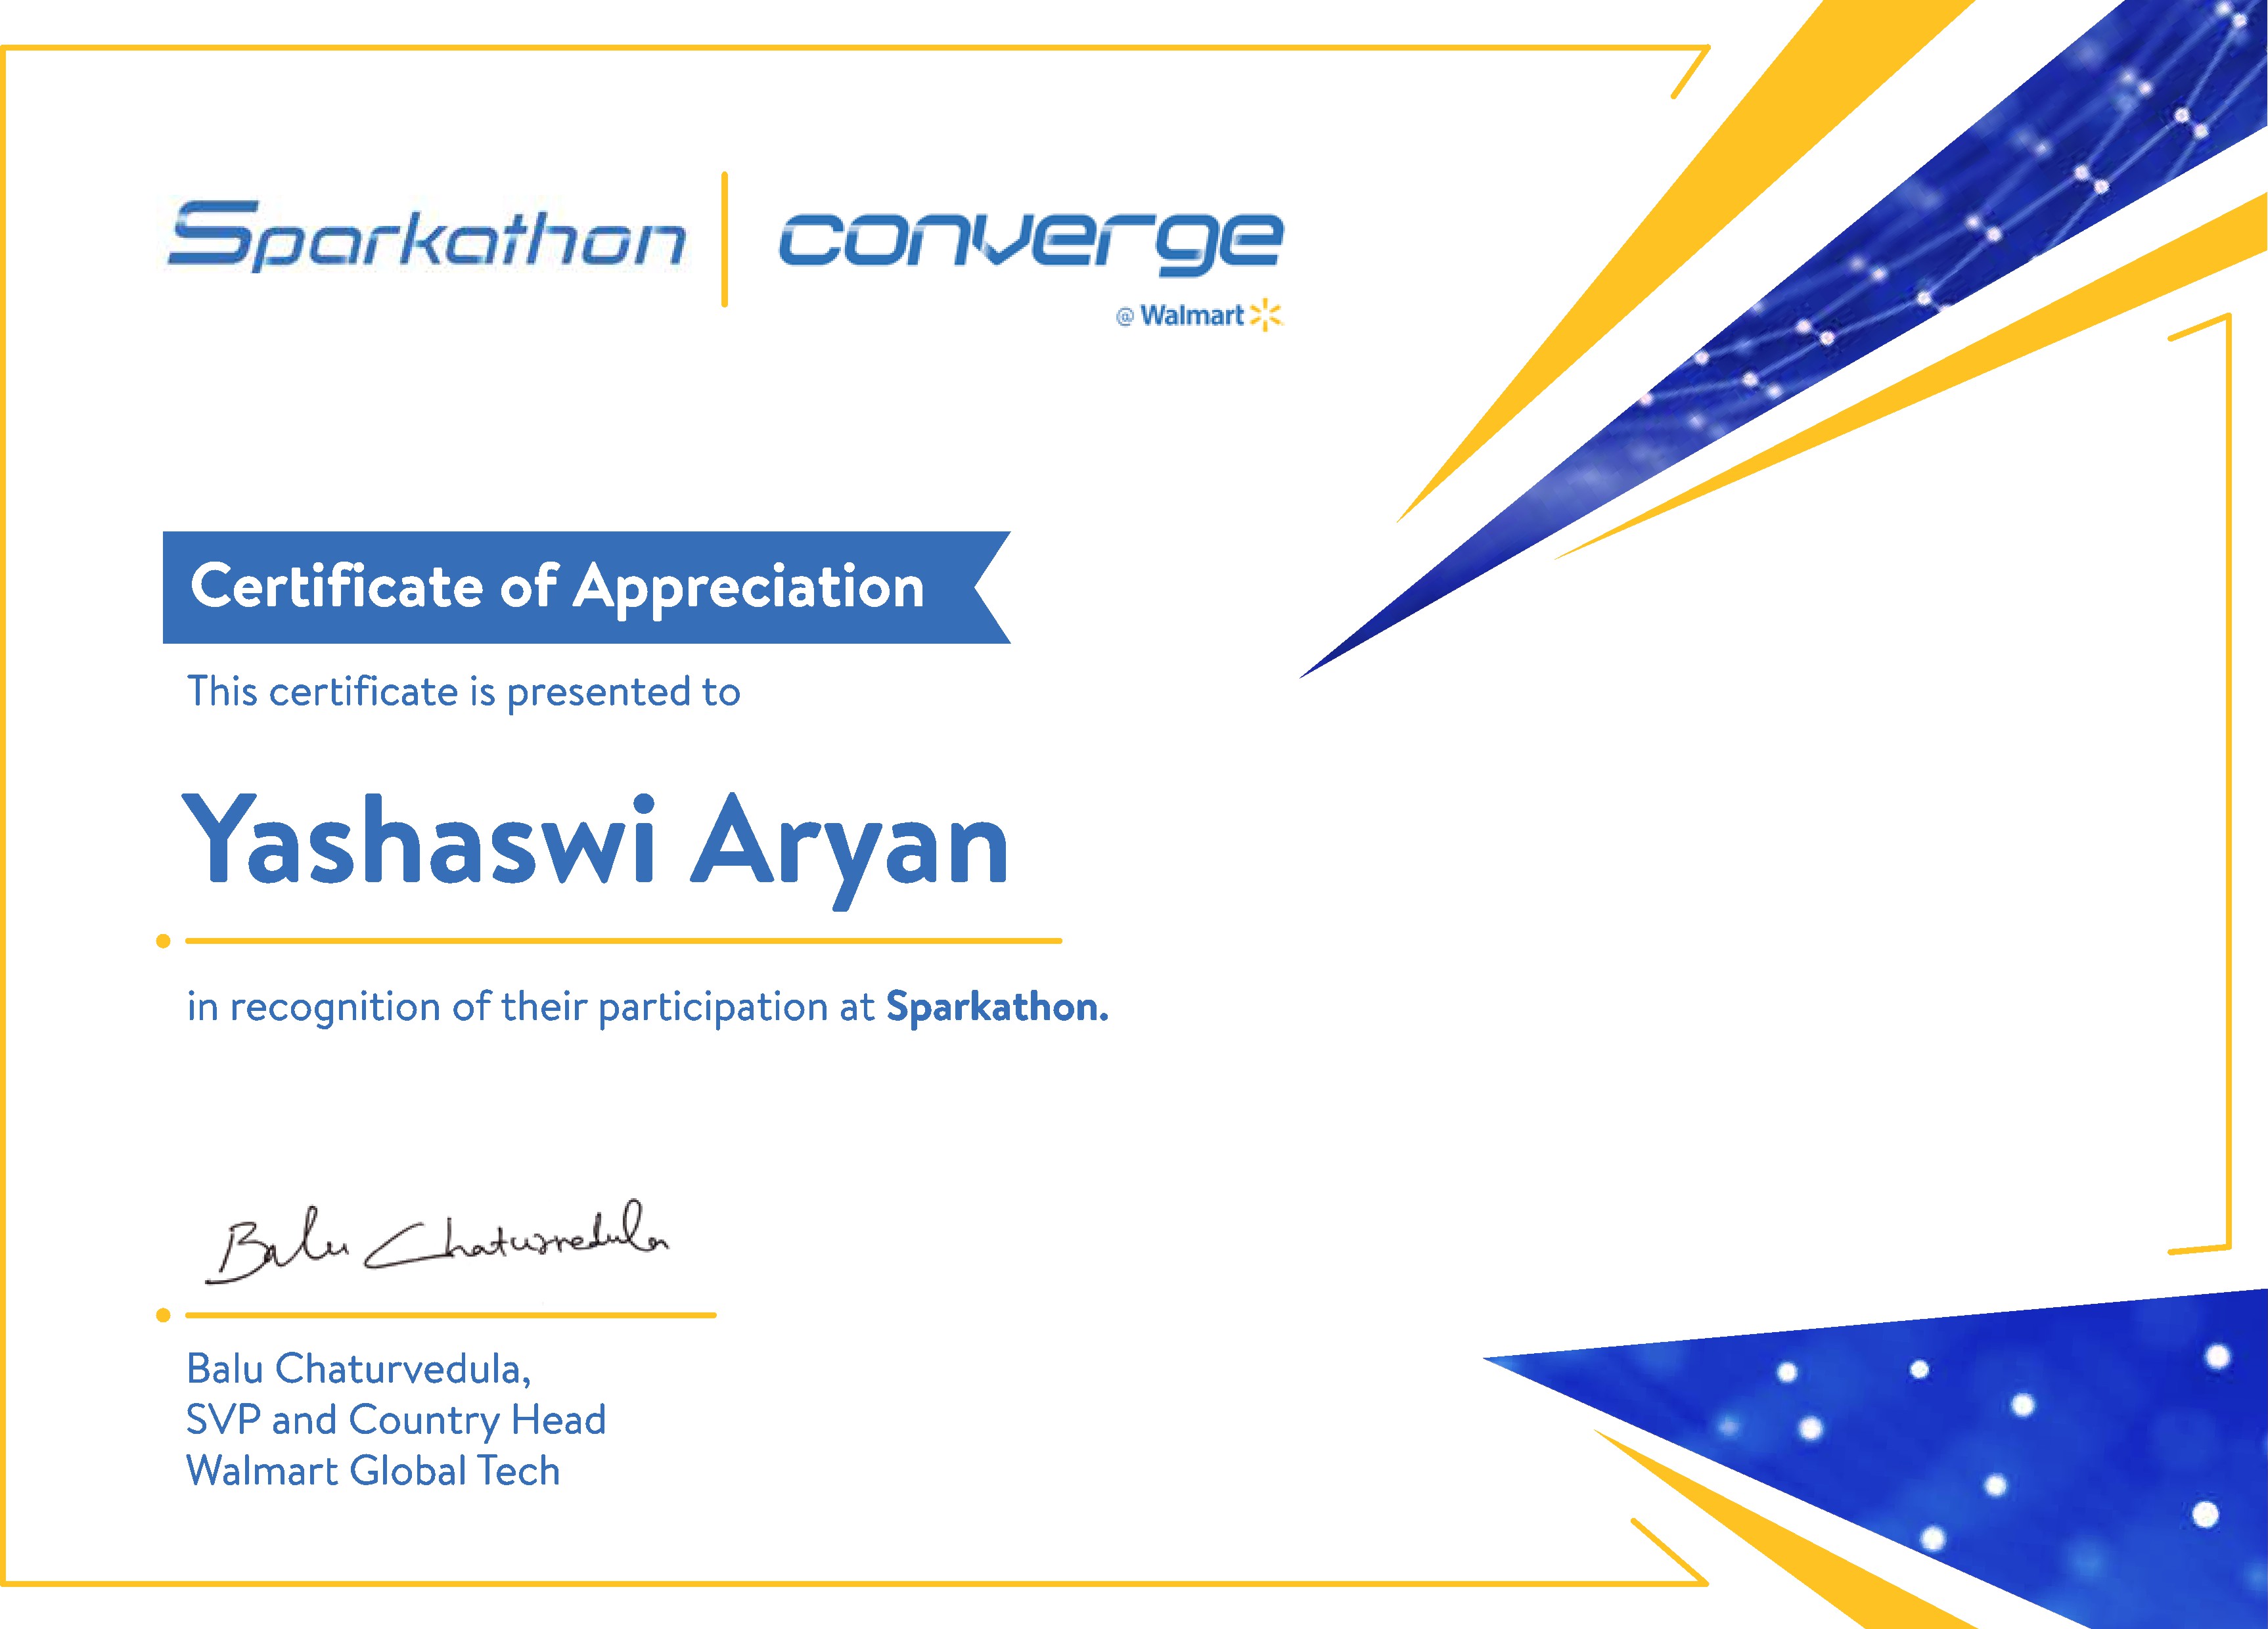 Sparkathon
converge
@ Walmart
Certificate of Appreciation
This certificate is presented to
Yashaswi Aryan
in recognition of their participation at Sparkathon.
Balu Chaturvedula
Balu Chaturvedula,
SVP and Country Head
Walmart Global Tech